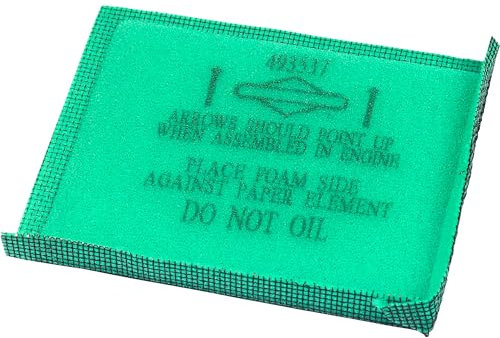 493537
ARROWS SHOULD POINT UP
WHEN ASSEMBLED IN ENGINE
PLACE FOAM SIDE
AGAINST PAPER ELEMENT
DO NOT OIL